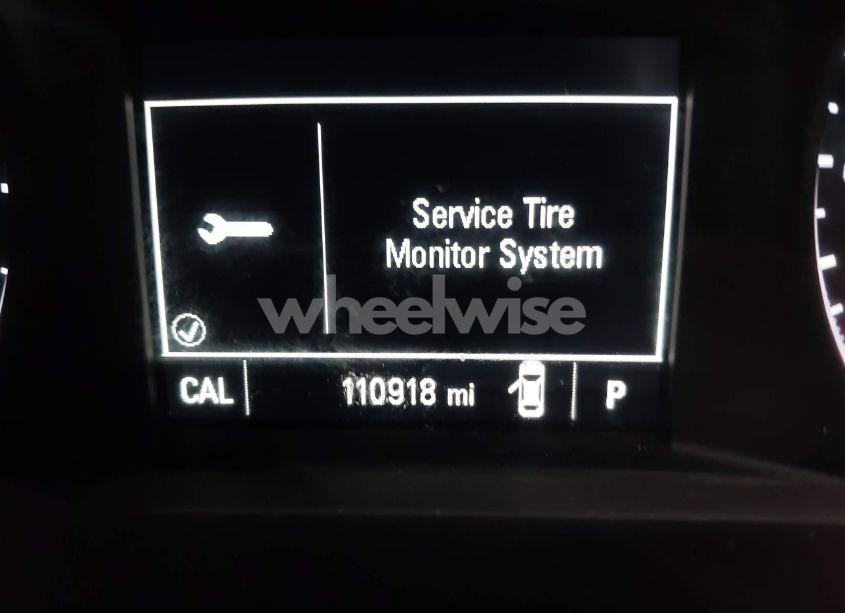 Service Tire
Monitor System
wheelwise
CAL
110918 mi
P